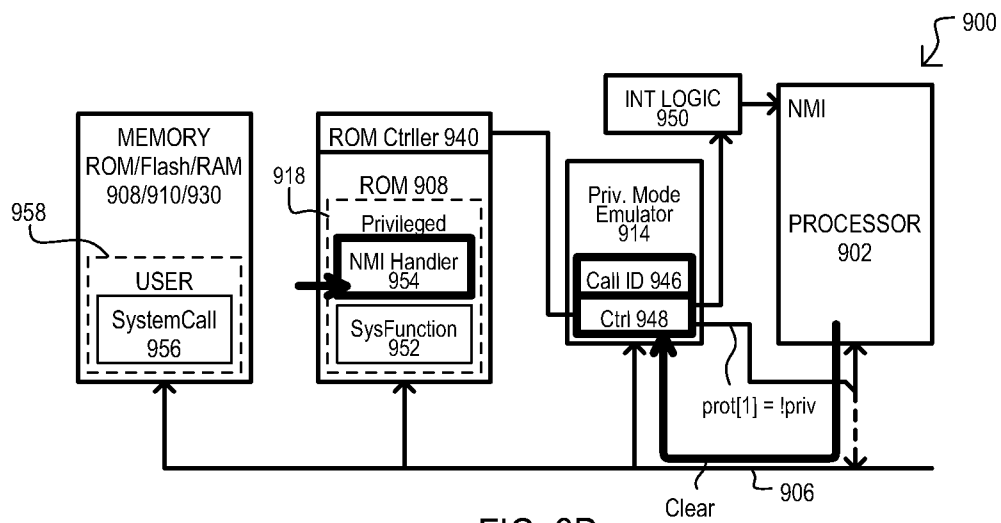 900
INT LOGIC
950
NMI
PROCESSOR
902
MEMORY
ROM/Flash/RAM
908/910/930
958
USER
SystemCall
956
ROM Ctrller 940
918
ROM 908
Privileged
NMI Handler
954
SysFunction
952
Priv. Mode
Emulator
914
Call ID 946
Ctrl 948
prot[1] = !priv
906
Clear